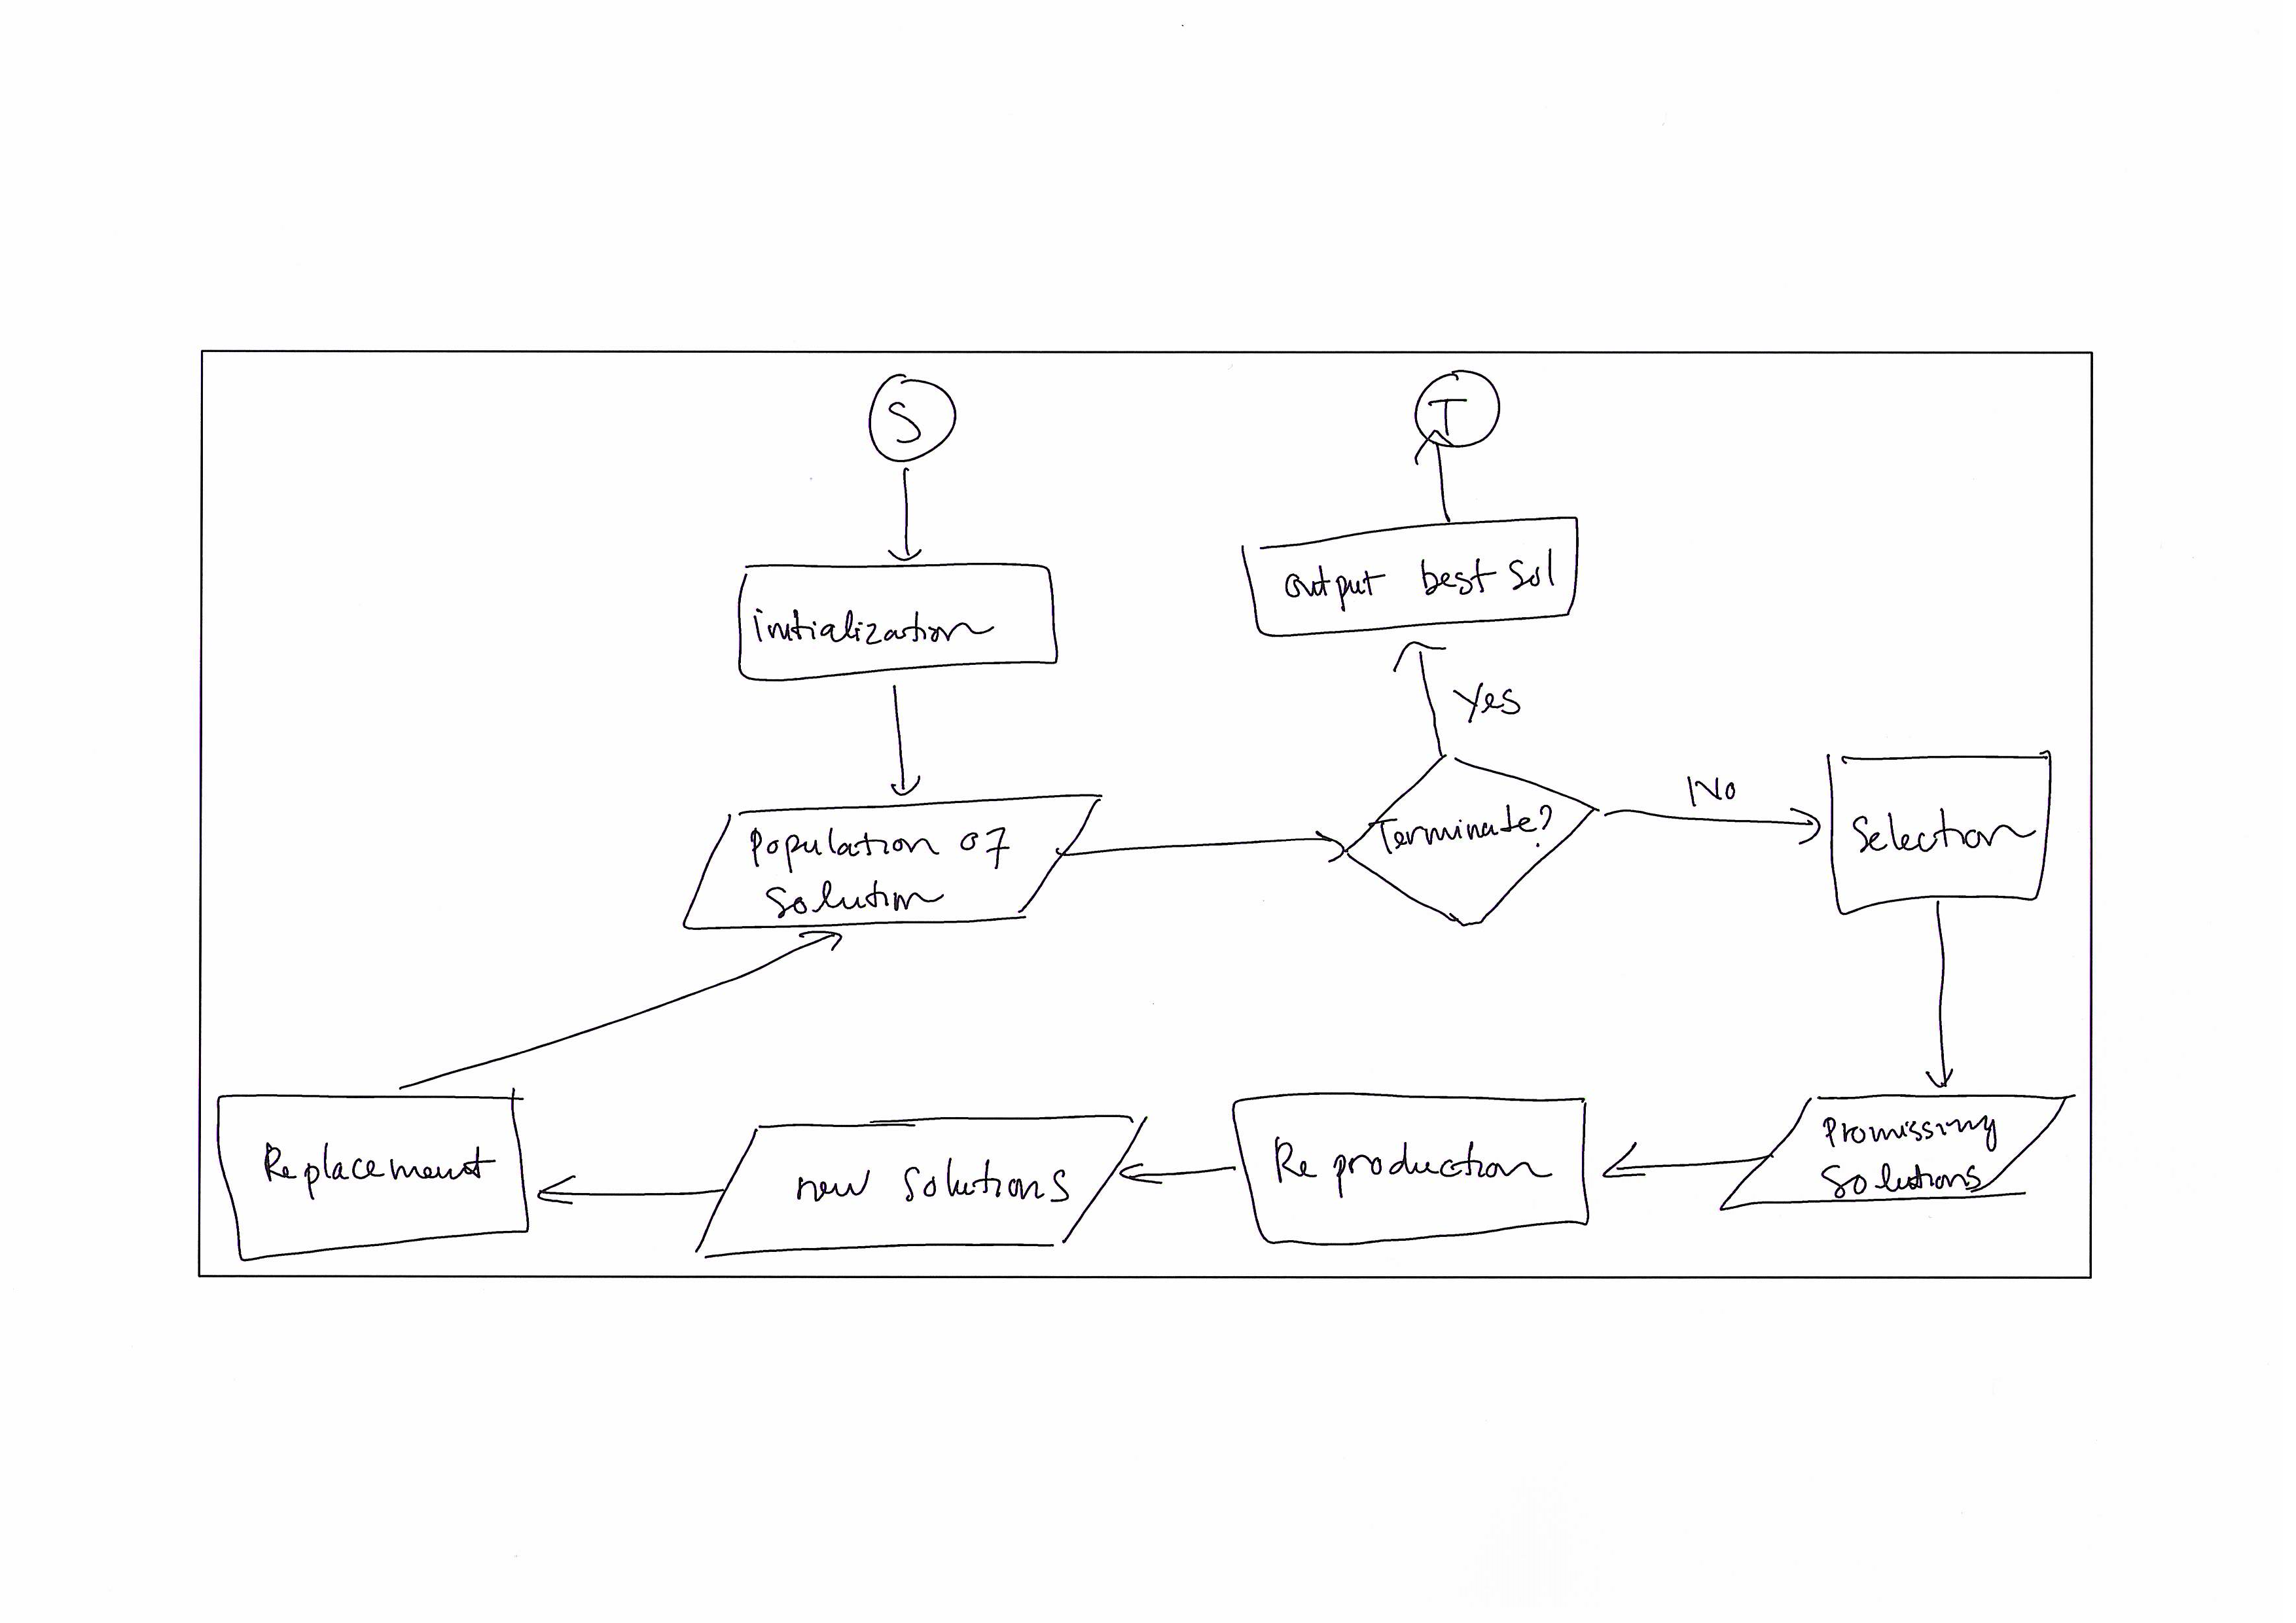 S
T
initialization
output best sol
Yes
Population of
solution
Terminate?
No
Selection
Promissing
Solutions
Reproduction
new solutions
Replacement